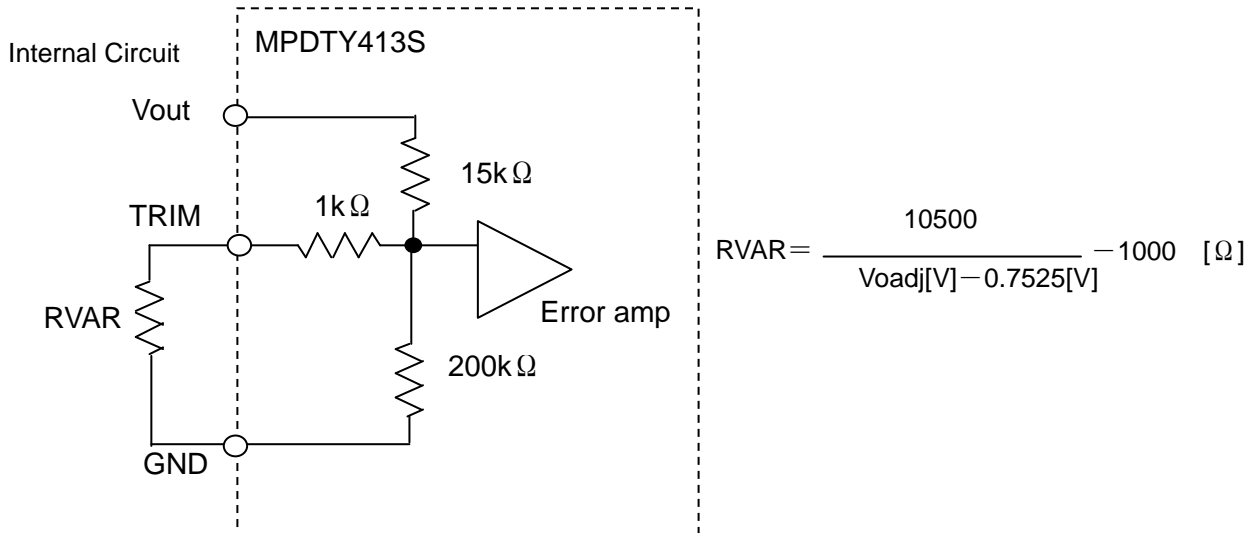 MPDTY413S
Internal Circuit
Vout
15kΩ
TRIM
1kΩ
RVAR
Error amp
200kΩ
GND
10500
RVAR＝ －1000 [Ω]
Voadj[V]－0.7525[V]